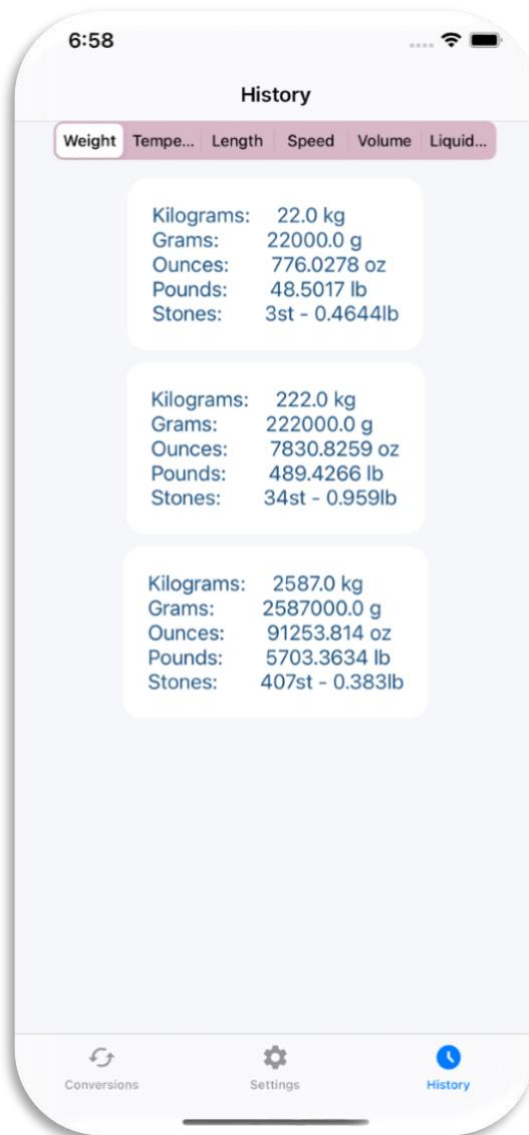 6:58
History
Weight Tempe... Length Speed Volume Liquid...
Kilograms: 22.0 kg
Grams: 22000.0 g
Ounces: 776.0278 oz
Pounds: 48.5017 lb
Stones: 3st - 0.4644lb
Kilograms: 222.0 kg
Grams: 222000.0 g
Ounces: 7830.8259 oz
Pounds: 489.4266 lb
Stones: 34st - 0.959lb
Kilograms: 2587.0 kg
Grams: 2587000.0 g
Ounces: 91253.814 oz
Pounds: 5703.3634 lb
Stones: 407st - 0.383lb
Conversions Settings History